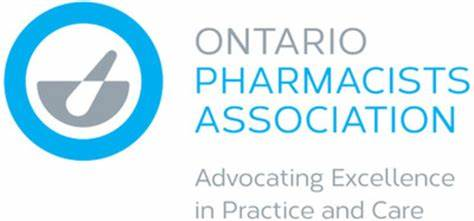 ONTARIO
PHARMACISTS
ASSOCIATION
Advocating Excellence
in Practice and Care